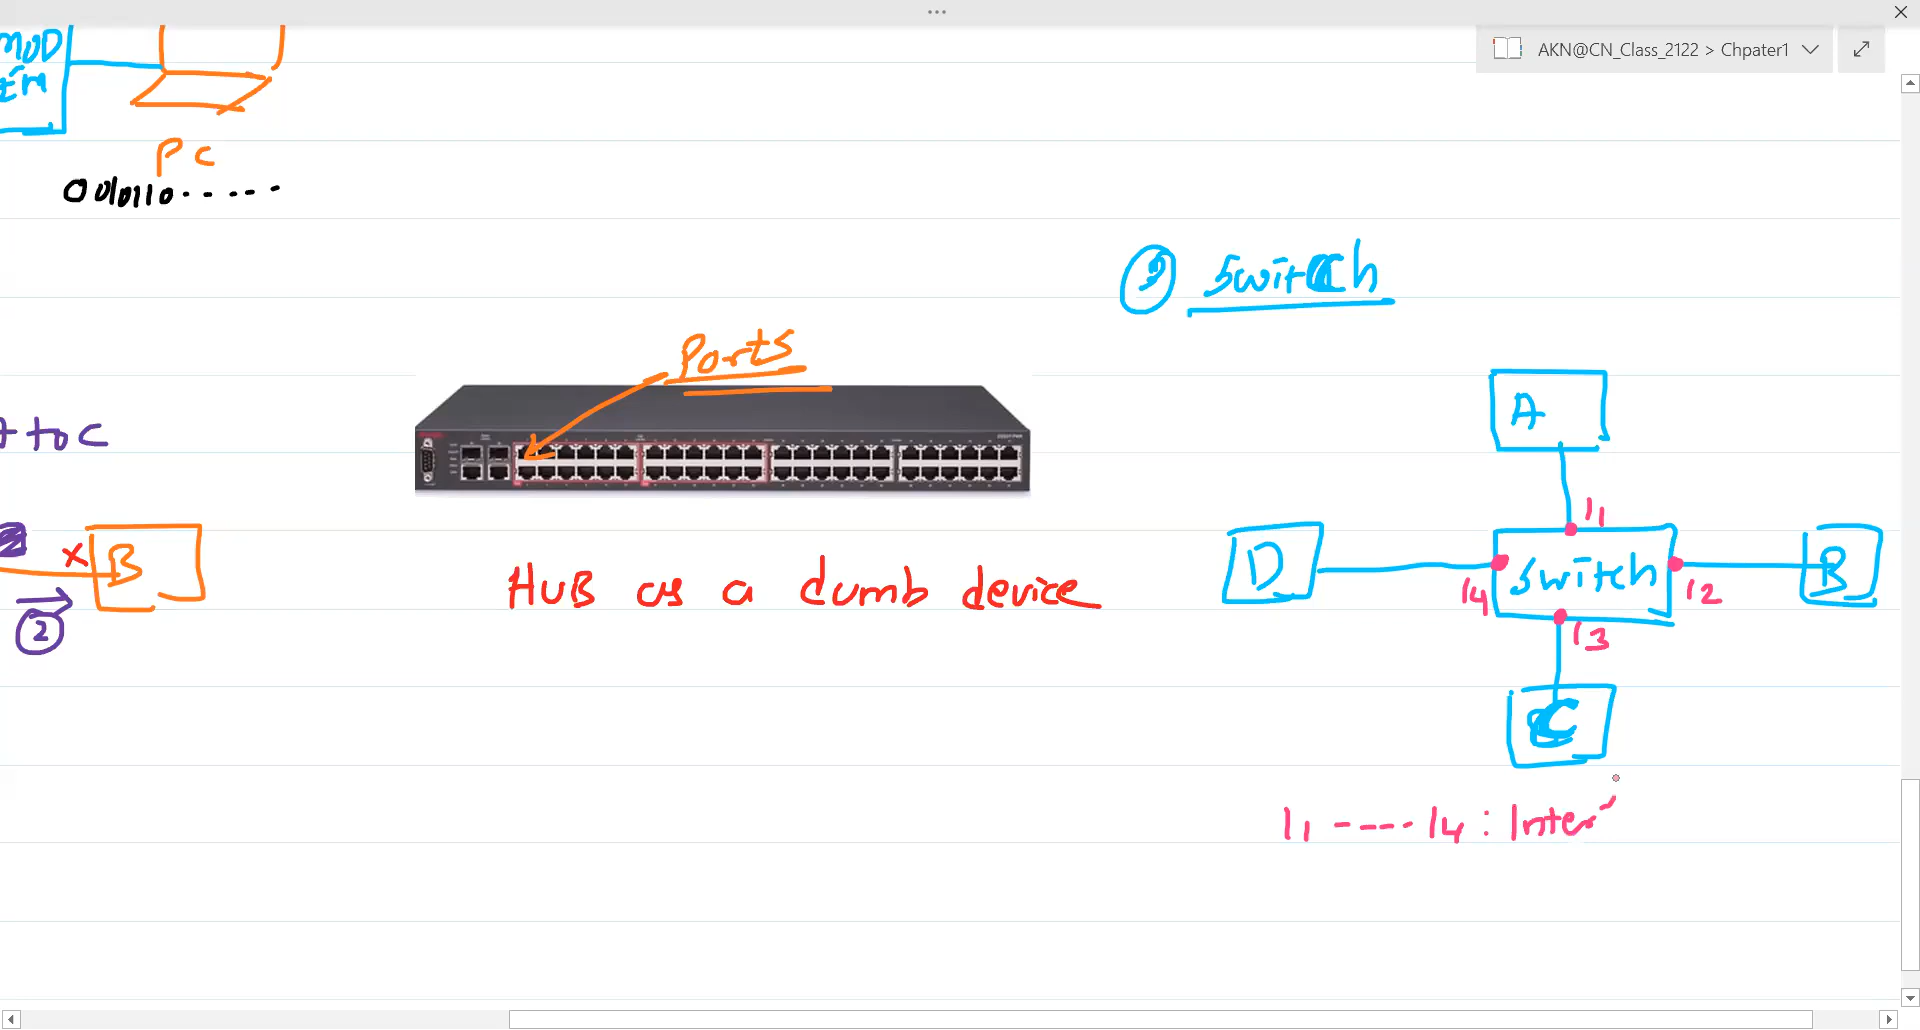 AKN@CN_Class_2122 > Chpater1
MOD
EM
PC
0010110.......
③ Switch
Ports
A to C
A
I1
D
Switch
B
I4
I2
I3
X B
2
HUB as a dumb device
C
I1 ----- I4 : Inter